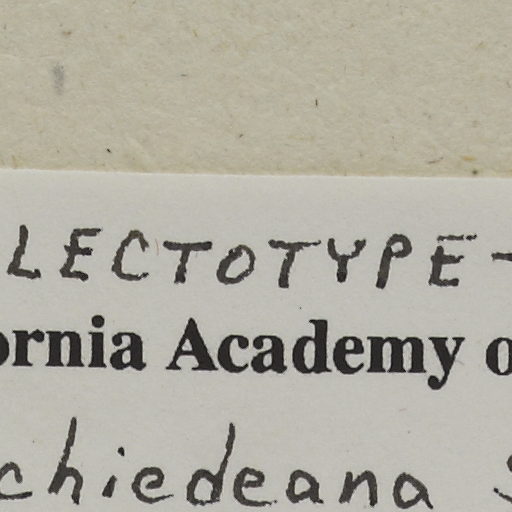 LECTOTYPE-
ornia Academy o
chiedeana S